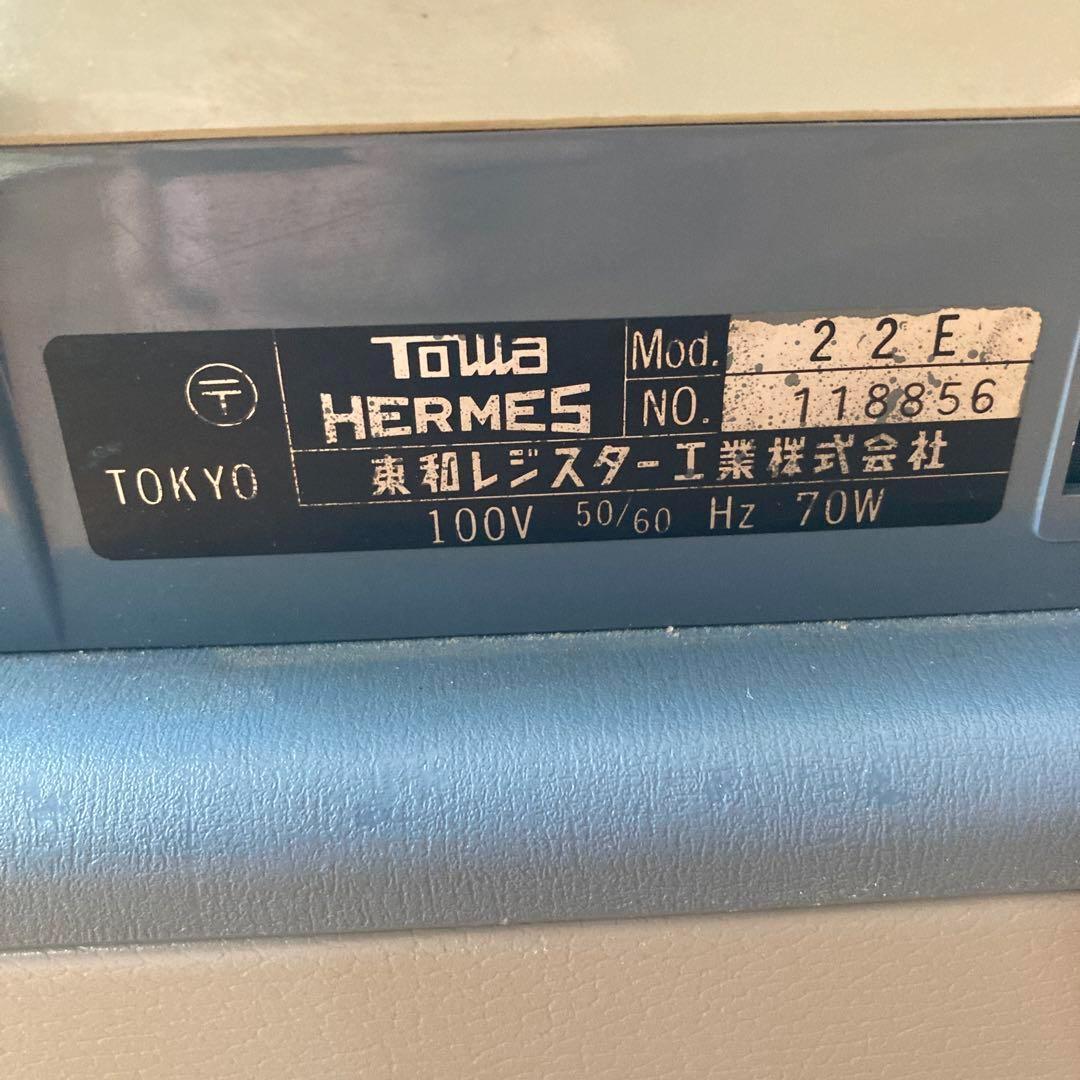 〒
TOKYO
Towa
HERMES
Mod. 22E
NO. 118856
東和レジスター工業株式会社
100V 50/60 Hz 70W